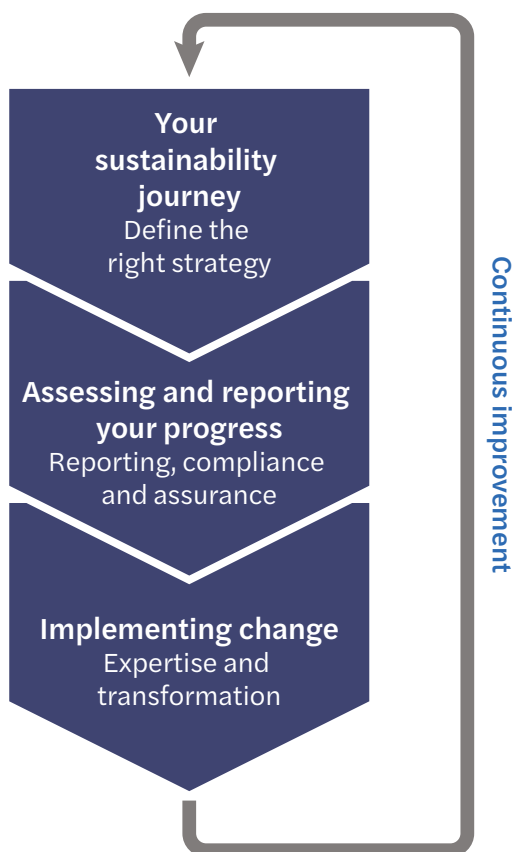 Your
sustainability
journey
Define the
right strategy
Assessing and reporting
your progress
Reporting, compliance
and assurance
Implementing change
Expertise and
transformation
Continuous improvement